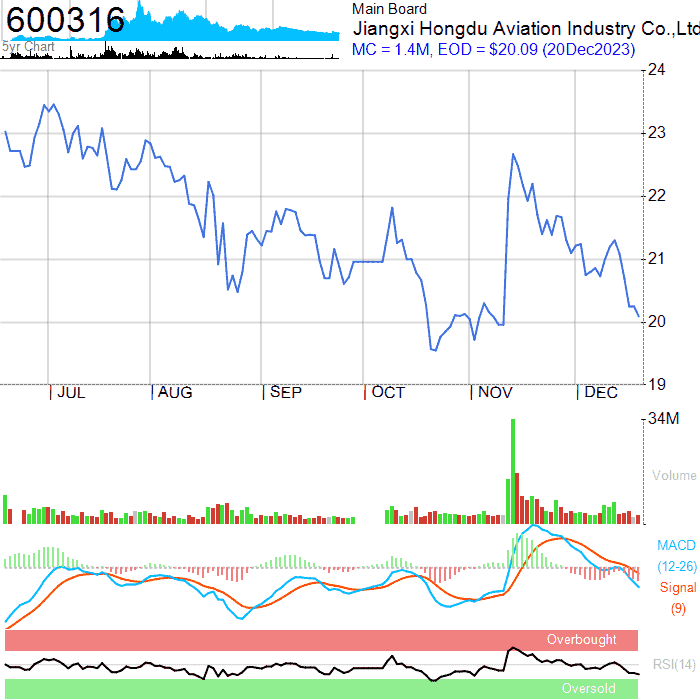 600316
5yr Chart
Main Board
Jiangxi Hongdu Aviation Industry Co.,Ltd
MC = 1.4M, EOD = $20.09 (20Dec2023)
24
23
22
21
20
19
JUL AUG SEP OCT NOV DEC
34M
Volume
MACD
(12-26)
Signal
(9)
Overbought
RSI(14)
Oversold